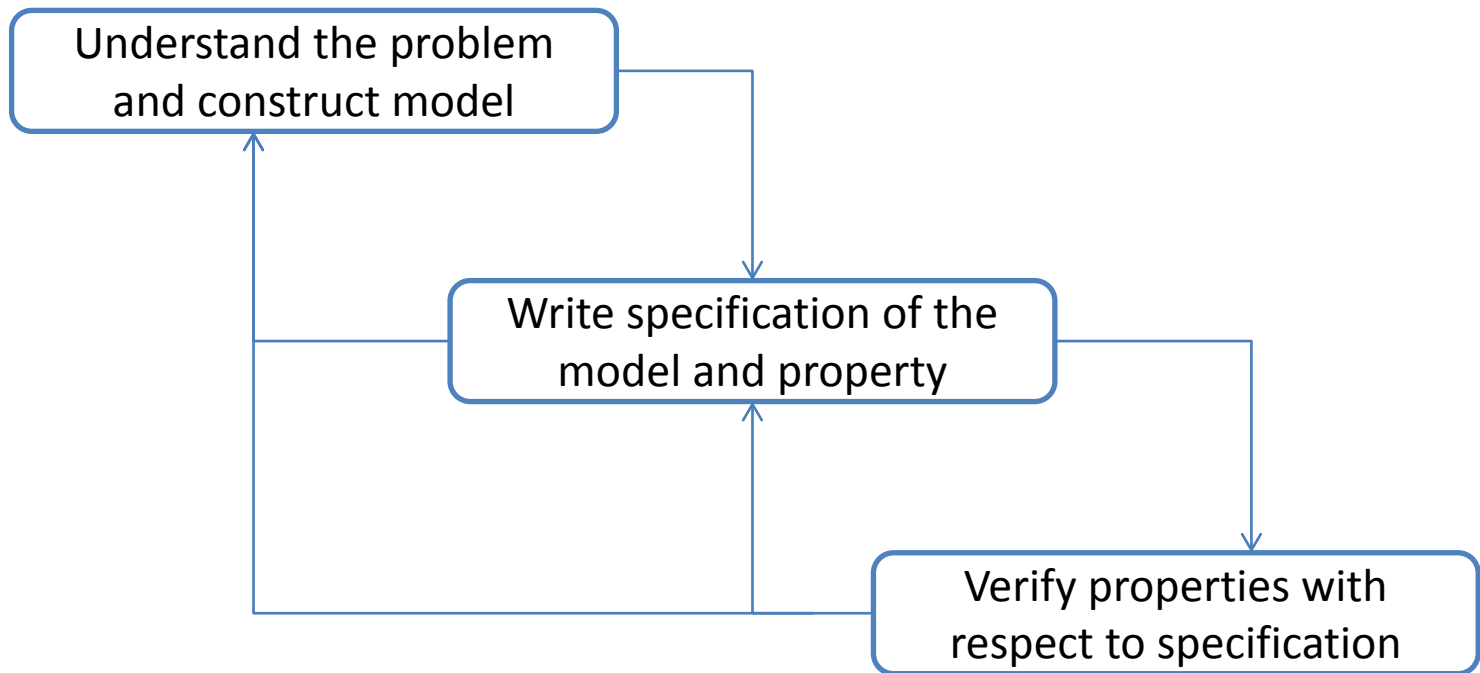 Understand the problem
and construct model
Write specification of the
model and property
Verify properties with
respect to specification